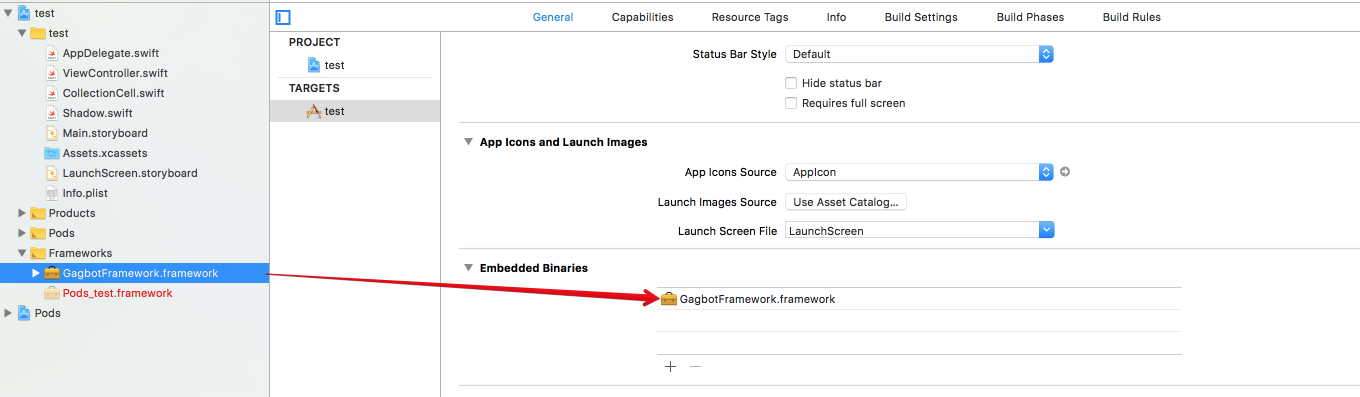 test
test
AppDelegate.swift
ViewController.swift
CollectionCell.swift
Shadow.swift
Main.storyboard
Assets.xcassets
LaunchScreen.storyboard
Info.plist
Products
Pods
Frameworks
GagbotFramework.framework
Pods_test.framework
Pods
General Capabilities Resource Tags Info Build Settings Build Phases Build Rules
PROJECT
test
TARGETS
test
Status Bar Style Default
Hide status bar
Requires full screen
App Icons and Launch Images
App Icons Source AppIcon
Launch Images Source Use Asset Catalog...
Launch Screen File LaunchScreen
Embedded Binaries
GagbotFramework.framework